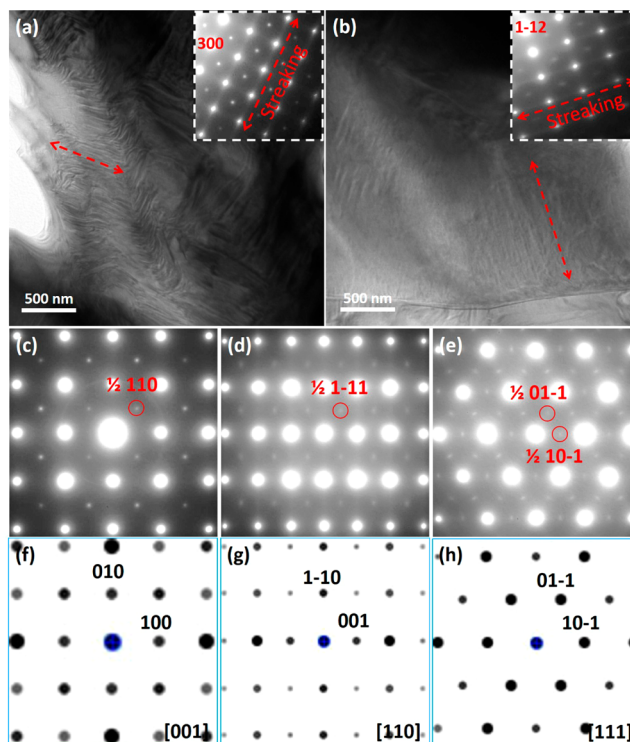 (a)
300
Streaking
500 nm
(b)
1-12
Streaking
500 nm
(c)
½ 110
(d)
½ 1-11
(e)
½ 01-1
½ 10-1
(f)
010
100
[001]
(g)
1-10
001
[110]
(h)
01-1
10-1
[111]